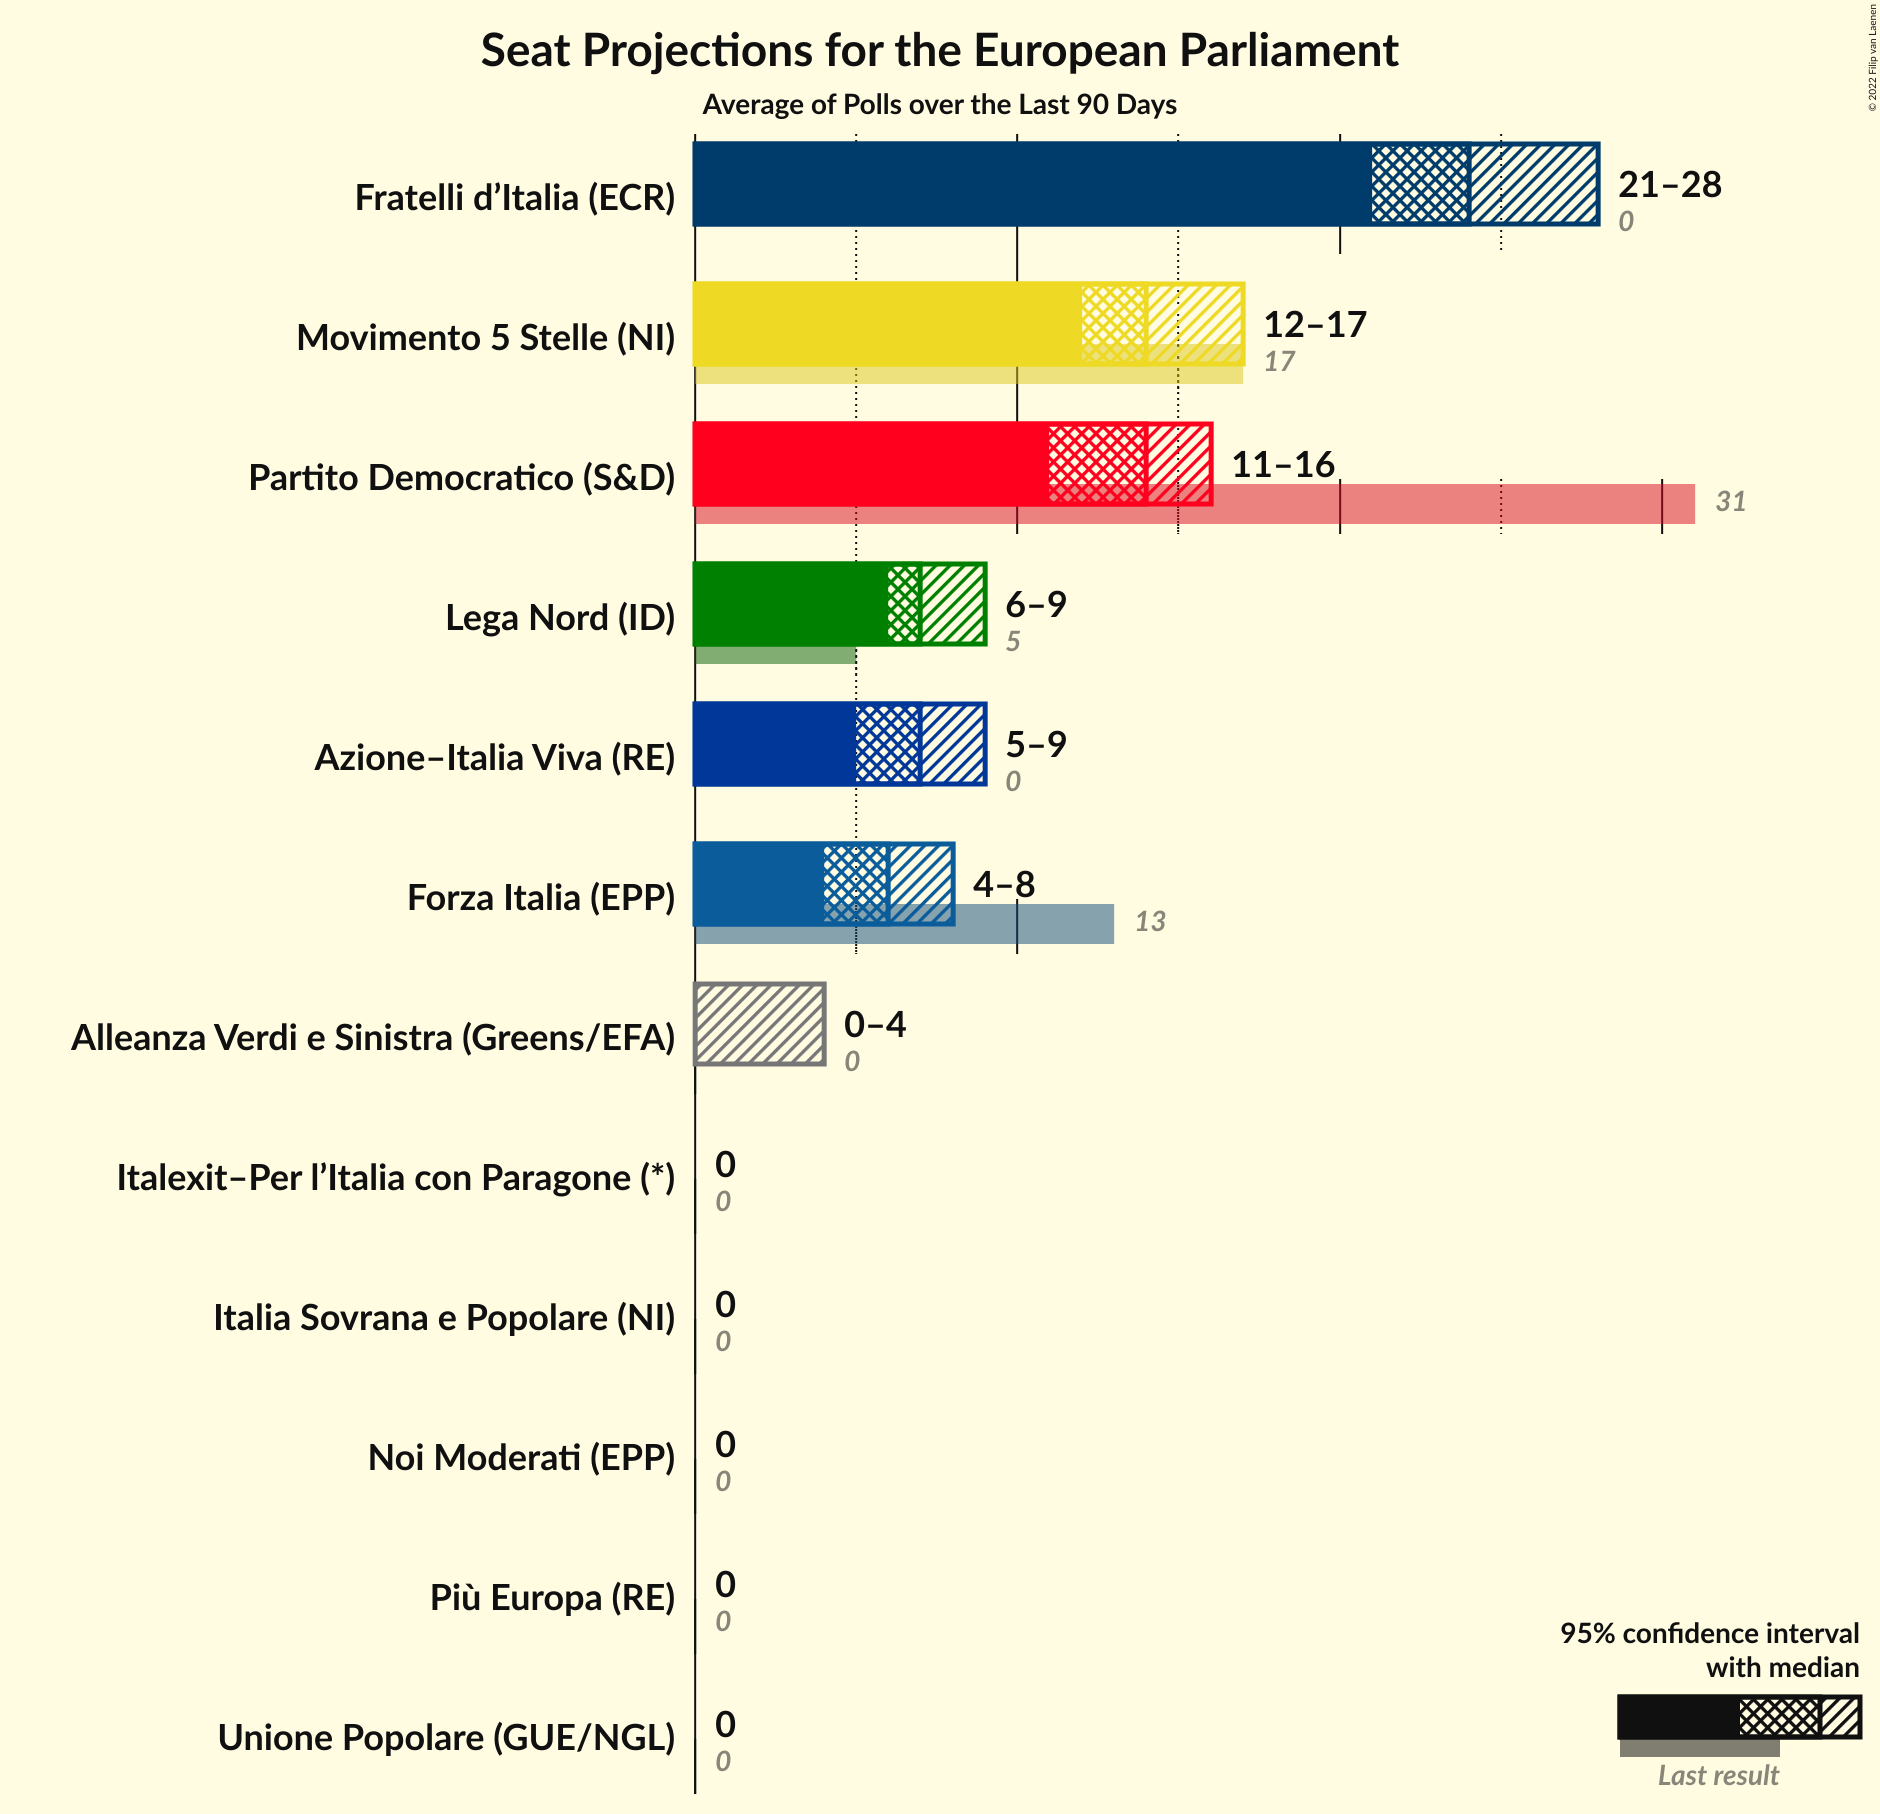 Seat Projections for the European Parliament
Average of Polls over the Last 90 Days
© 2022 Filip van Laenen
Fratelli d’Italia (ECR)
21–28
0
Movimento 5 Stelle (NI)
12–17
17
Partito Democratico (S&D)
11–16
31
Lega Nord (ID)
6–9
5
Azione–Italia Viva (RE)
5–9
0
Forza Italia (EPP)
4–8
13
Alleanza Verdi e Sinistra (Greens/EFA)
0–4
0
Italexit–Per l’Italia con Paragone (*)
0
0
Italia Sovrana e Popolare (NI)
0
0
Noi Moderati (EPP)
0
0
Più Europa (RE)
0
0
Unione Popolare (GUE/NGL)
0
0
95% confidence interval
with median
Last result